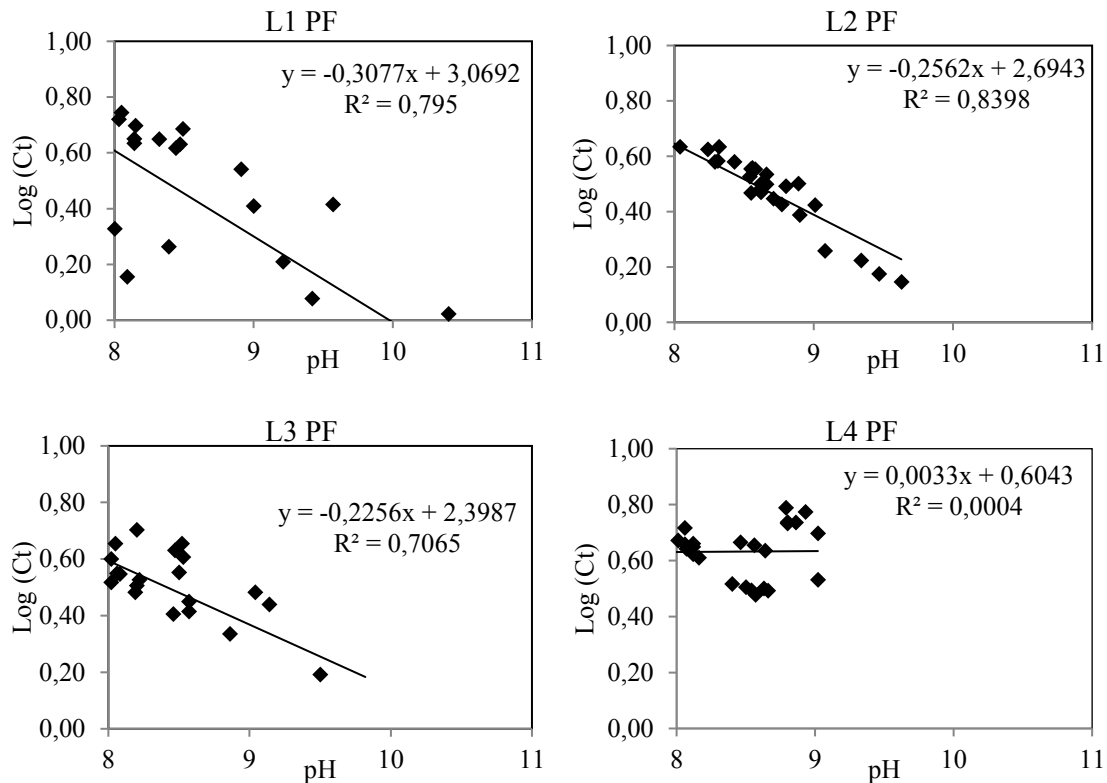 L1 PF
1,00
0,80
0,60
0,40
0,20
0,00
Log (Ct)
y = -0,3077x + 3,0692
R² = 0,795
8 9 10 11
pH
L2 PF
1,00
0,80
0,60
0,40
0,20
0,00
Log (Ct)
y = -0,2562x + 2,6943
R² = 0,8398
8 9 10 11
pH
L3 PF
1,00
0,80
0,60
0,40
0,20
0,00
Log (Ct)
y = -0,2256x + 2,3987
R² = 0,7065
8 9 10 11
pH
L4 PF
1,00
0,80
0,60
0,40
0,20
0,00
Log (Ct)
y = 0,0033x + 0,6043
R² = 0,0004
8 9 10 11
pH